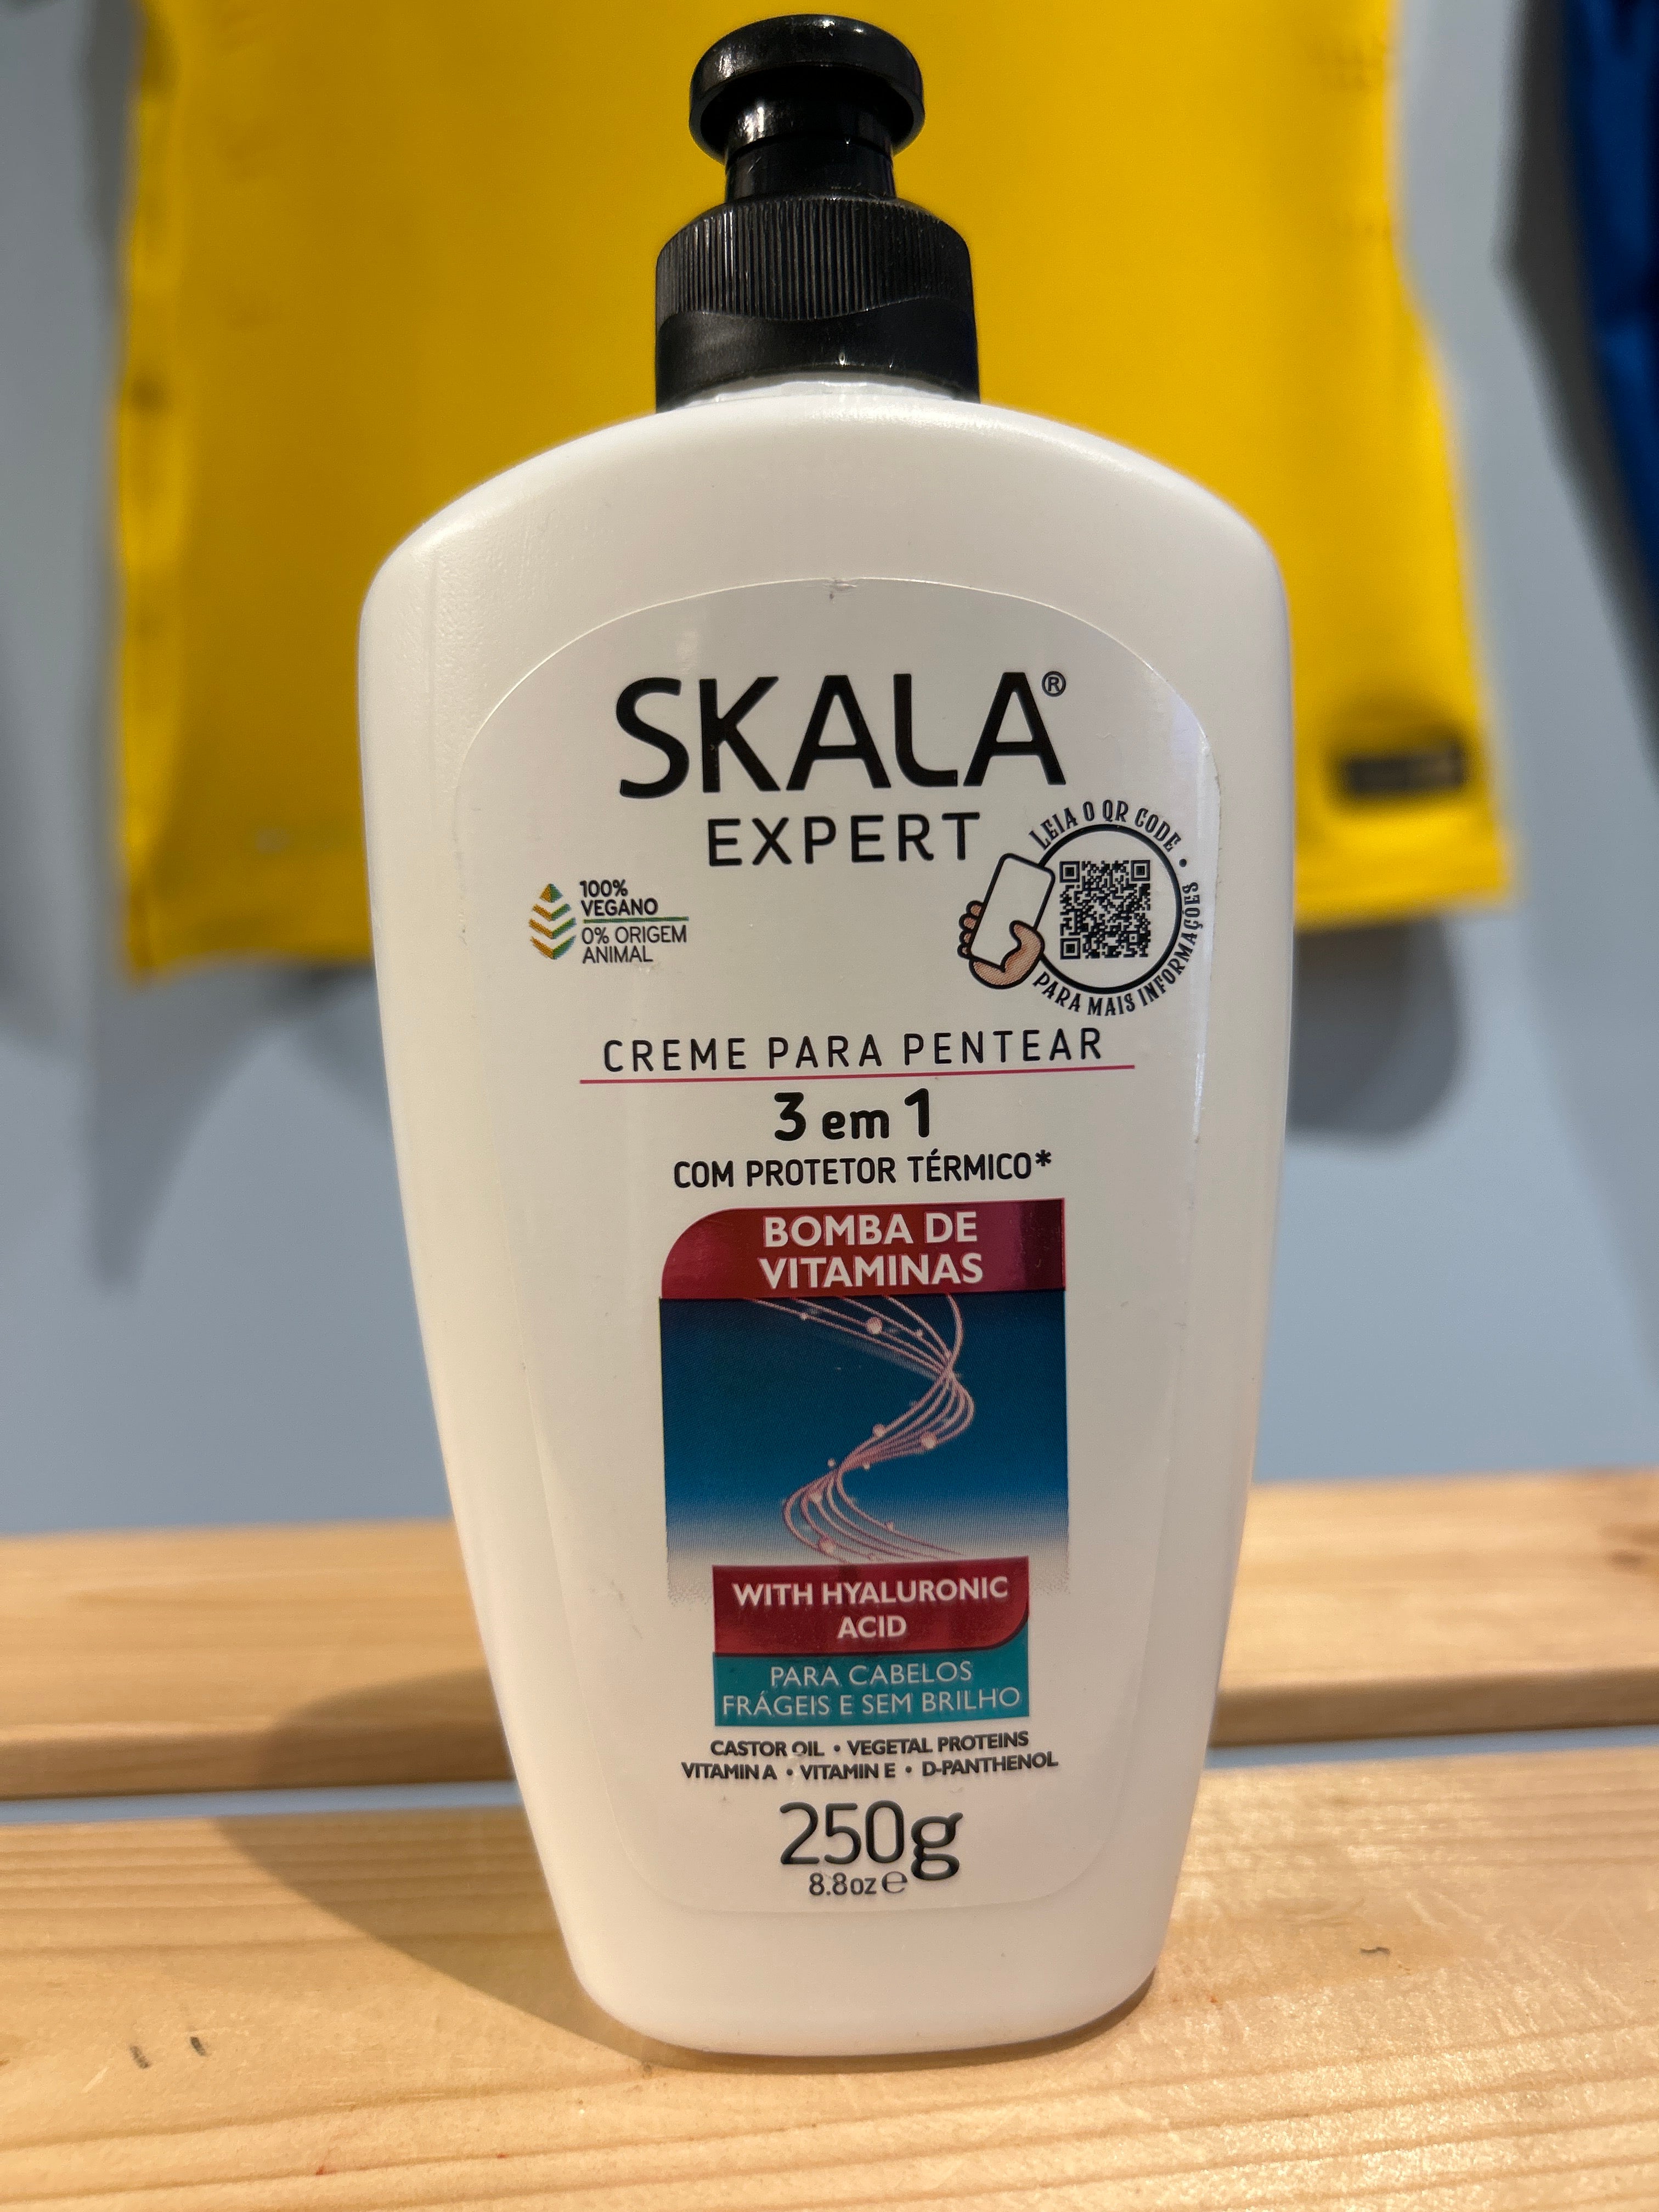 SKALA®
EXPERT
100%
VEGANO
0% ORIGEM
ANIMAL
LEIA O QR CODE •
PARA MAIS INFORMAÇÕES
CREME PARA PENTEAR
3 em 1
COM PROTETOR TÉRMICO*
BOMBA DE
VITAMINAS
WITH HYALURONIC
ACID
PARA CABELOS
FRÁGEIS E SEM BRILHO
CASTOR OIL • VEGETAL PROTEINS
VITAMIN A • VITAMIN E • D-PANTHENOL
250g
8.8oz ℮